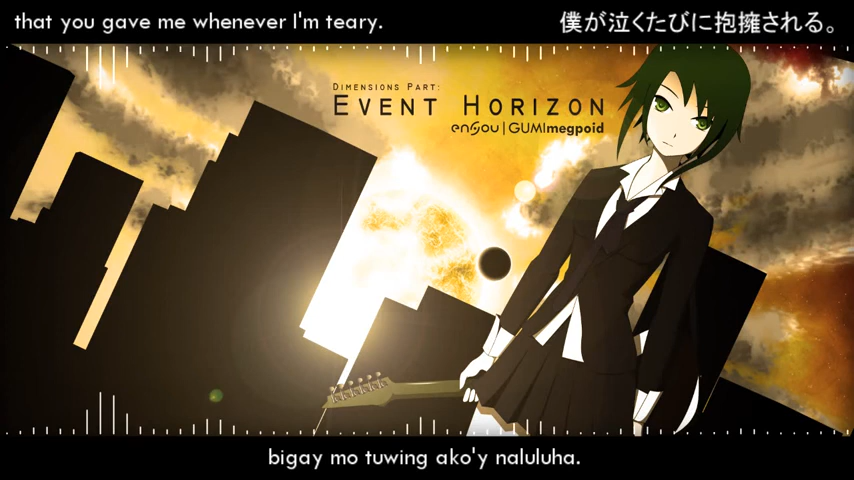 that you gave me whenever I'm teary.
僕が泣くたびに抱擁される。
Dimensions Part:
Event Horizon
ensou | GUMImegpoid
bigay mo tuwing ako'y naluluha.